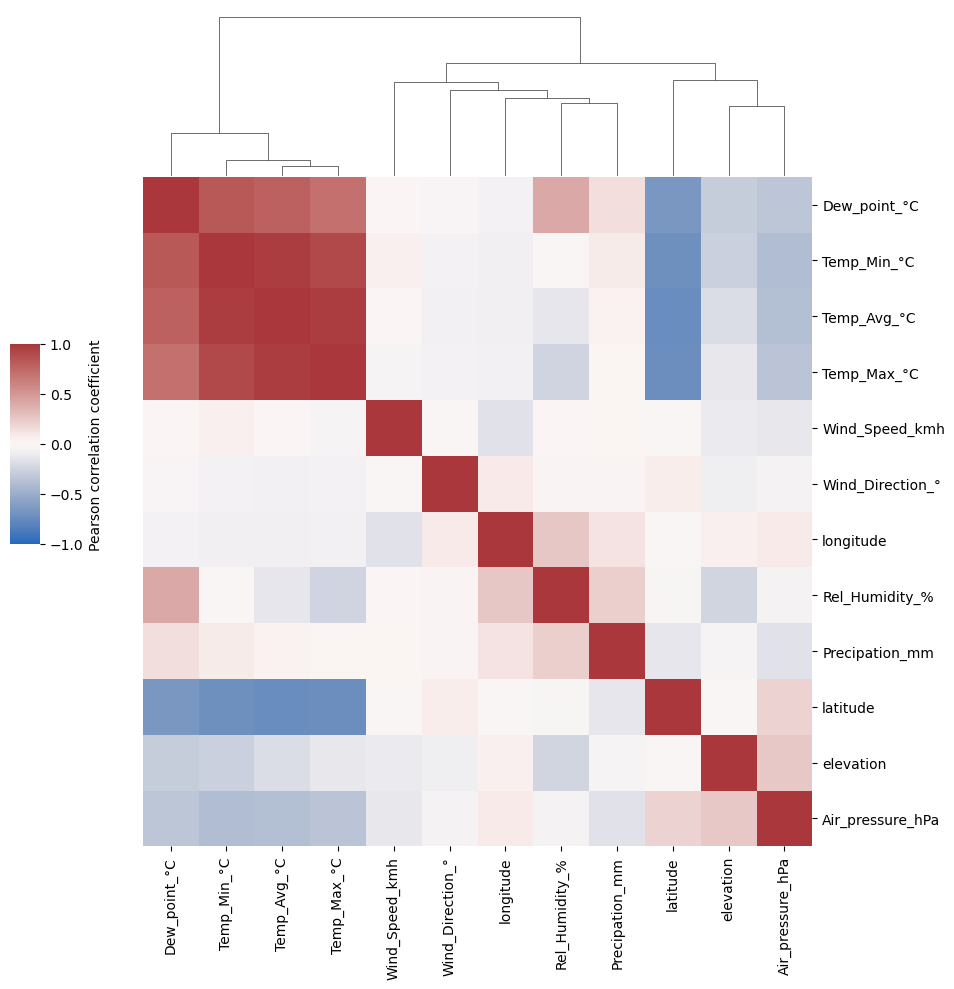 Dew_point_°C
Temp_Min_°C
Temp_Avg_°C
Temp_Max_°C
Wind_Speed_kmh
Wind_Direction_°
longitude
Rel_Humidity_%
Precipation_mm
latitude
elevation
Air_pressure_hPa
1.0
0.5
0.0
−0.5
−1.0
Pearson correlation coefficient
Dew_point_°C
Temp_Min_°C
Temp_Avg_°C
Temp_Max_°C
Wind_Speed_kmh
Wind_Direction_°
longitude
Rel_Humidity_%
Precipation_mm
latitude
elevation
Air_pressure_hPa